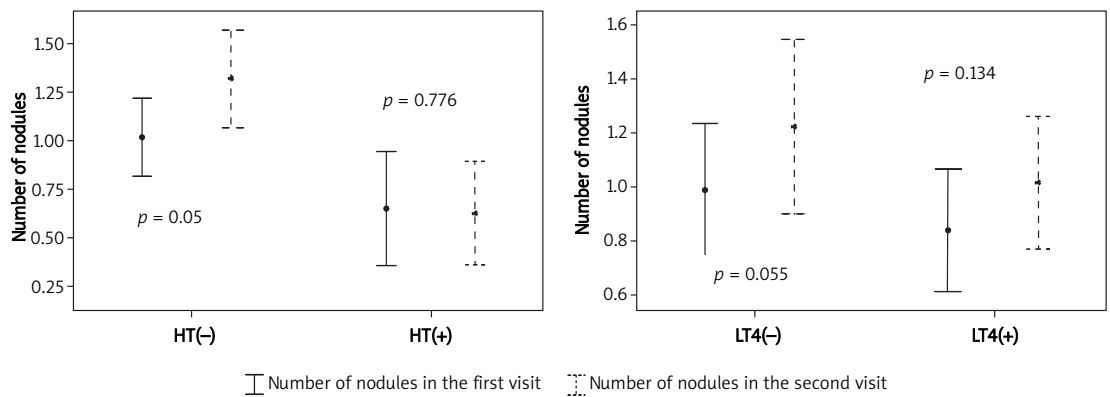 Number of nodules
1.50
1.25
1.00
0.75
0.50
0.25
p = 0.776
p = 0.05
HT(–)
HT(+)
Number of nodules
1.6
1.4
1.2
1.0
0.8
0.6
p = 0.134
p = 0.055
LT4(–)
LT4(+)
Number of nodules in the first visit
Number of nodules in the second visit